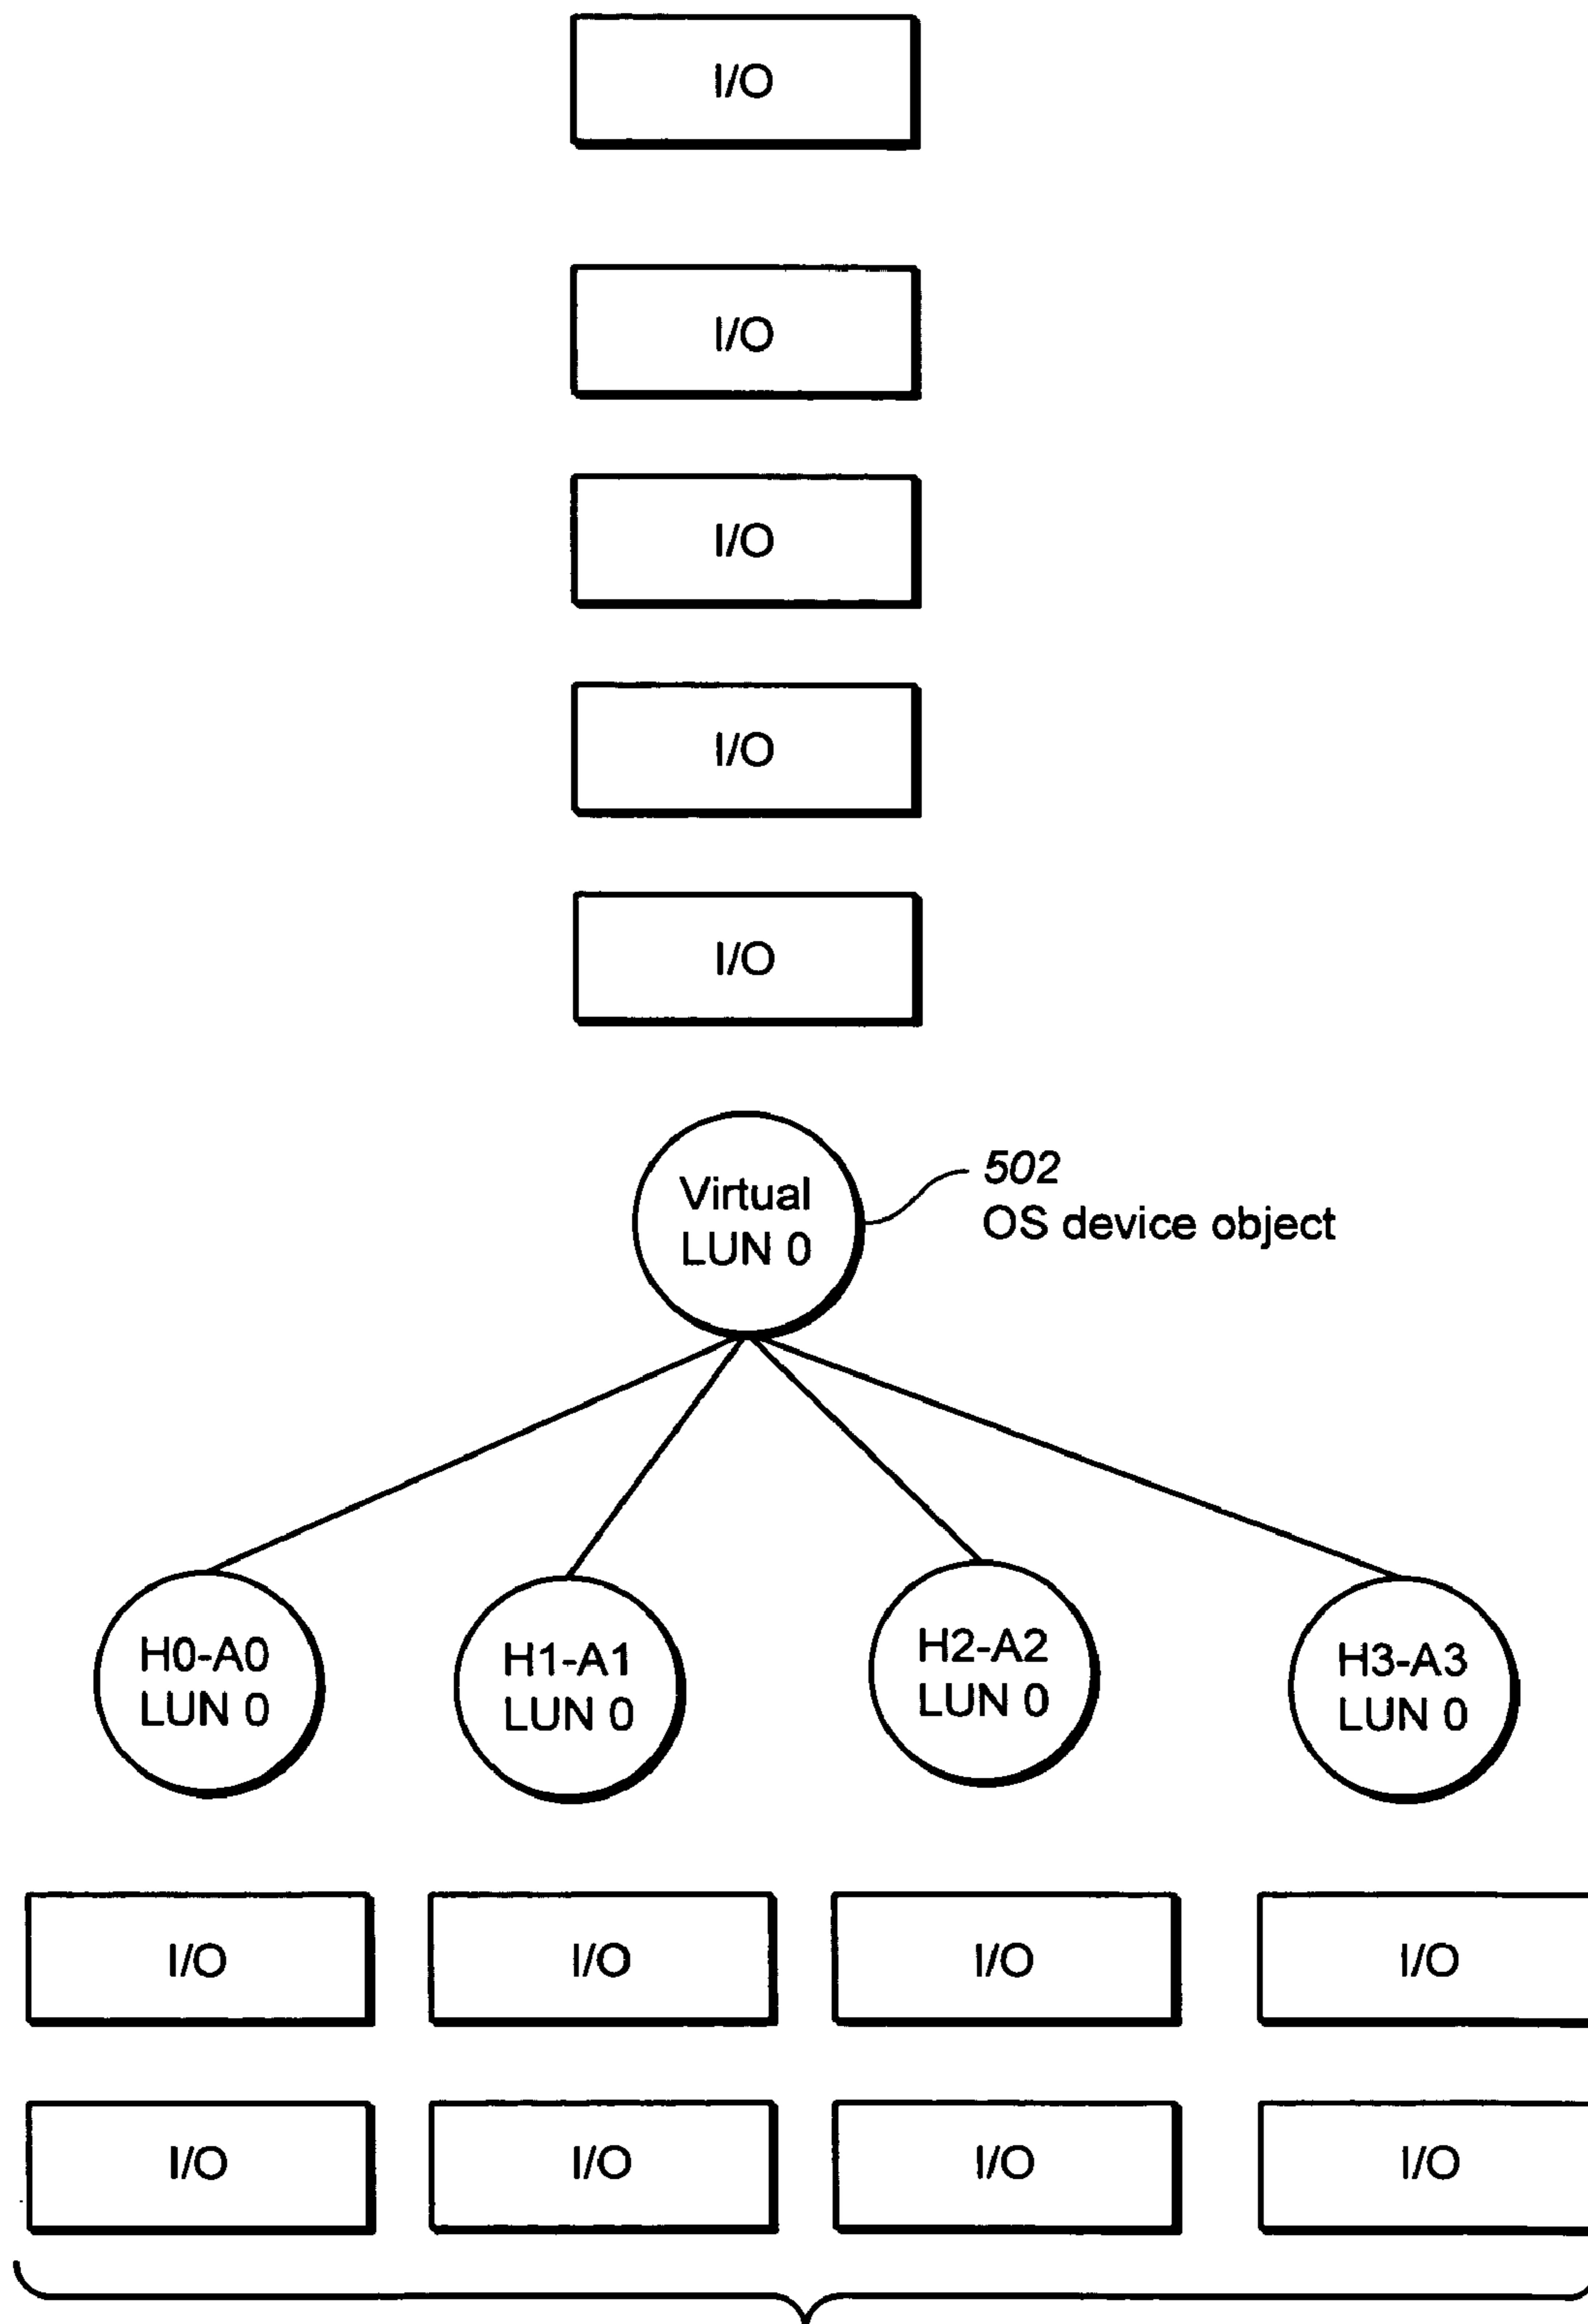 I/O
I/O
I/O
I/O
I/O
Virtual
LUN 0
502
OS device object
H0-A0
LUN 0
H1-A1
LUN 0
H2-A2
LUN 0
H3-A3
LUN 0
I/O
I/O
I/O
I/O
I/O
I/O
I/O
I/O